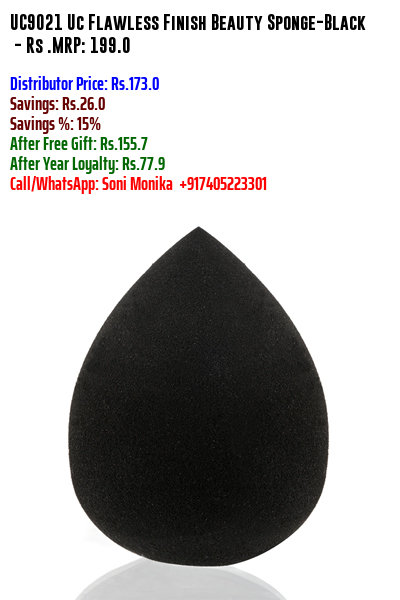 UC9021 Uc Flawless Finish Beauty Sponge-Black
- Rs .MRP: 199.0
Distributor Price: Rs.173.0
Savings: Rs.26.0
Savings %: 15%
After Free Gift: Rs.155.7
After Year Loyalty: Rs.77.9
Call/WhatsApp: Soni Monika +917405223301